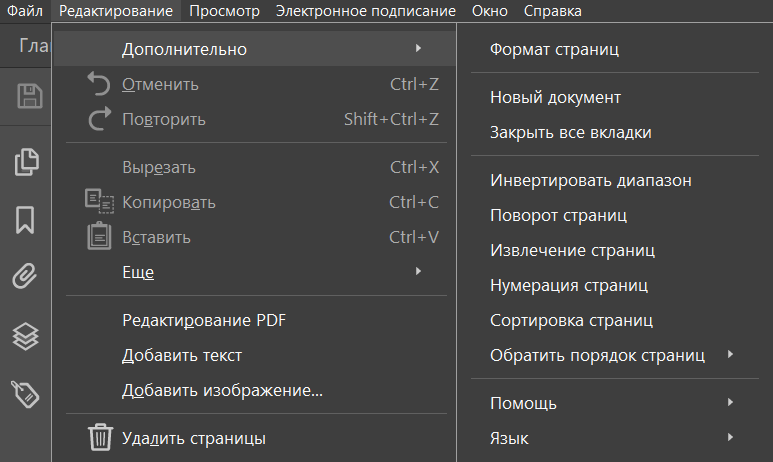 Файл Редактирование Просмотр Электронное подписание Окно Справка
Гла
Дополнительно
Отменить Ctrl+Z
Повторить Shift+Ctrl+Z
Вырезать Ctrl+X
Копировать Ctrl+C
Вставить Ctrl+V
Еще
Редактирование PDF
Добавить текст
Добавить изображение...
Удалить страницы
Формат страниц
Новый документ
Закрыть все вкладки
Инвертировать диапазон
Поворот страниц
Извлечение страниц
Нумерация страниц
Сортировка страниц
Обратить порядок страниц
Помощь
Язык